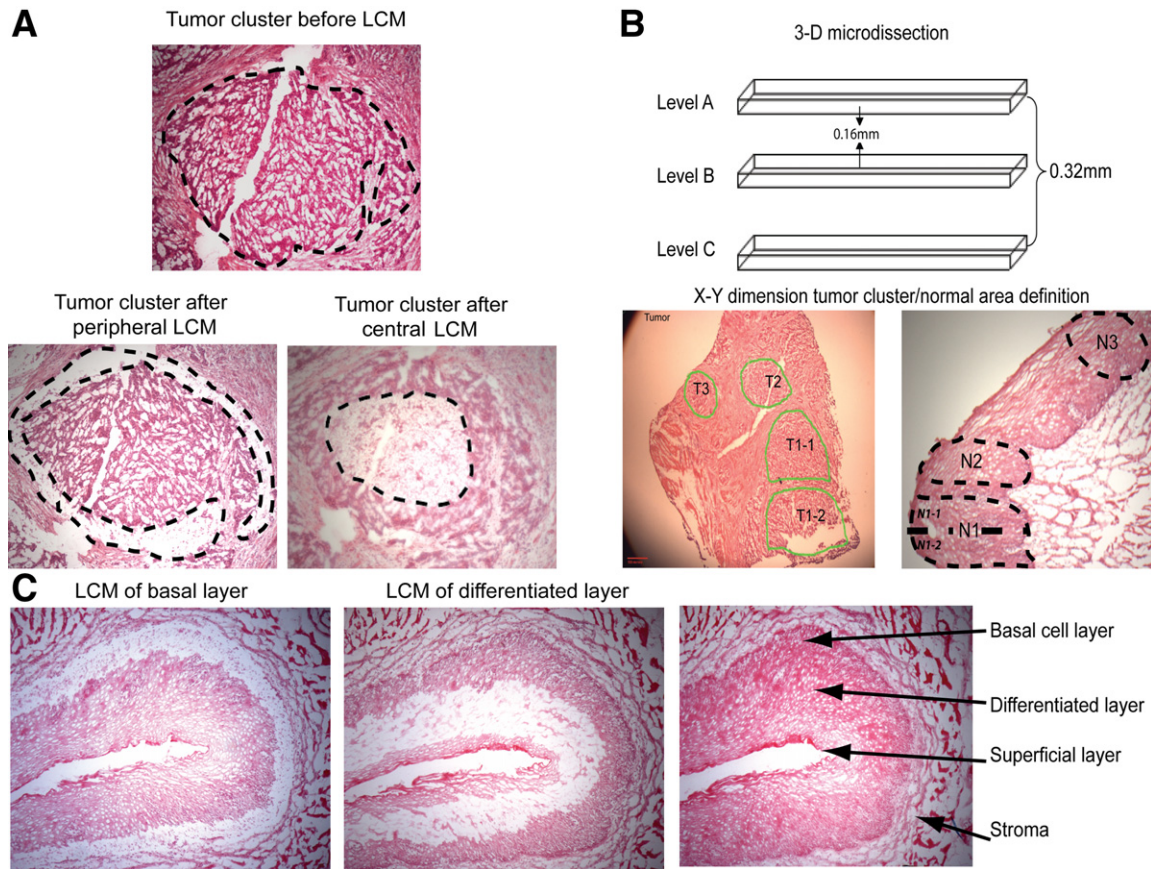 A
Tumor cluster before LCM
Tumor cluster after
peripheral LCM
Tumor cluster after
central LCM
B
3-D microdissection
Level A
0.16mm
Level B
0.32mm
Level C
X-Y dimension tumor cluster/normal area definition
Tumor
T3
T2
T1-1
T1-2
N3
N2
N1-1
N1
N1-2
C
LCM of basal layer
LCM of differentiated layer
Basal cell layer
Differentiated layer
Superficial layer
Stroma